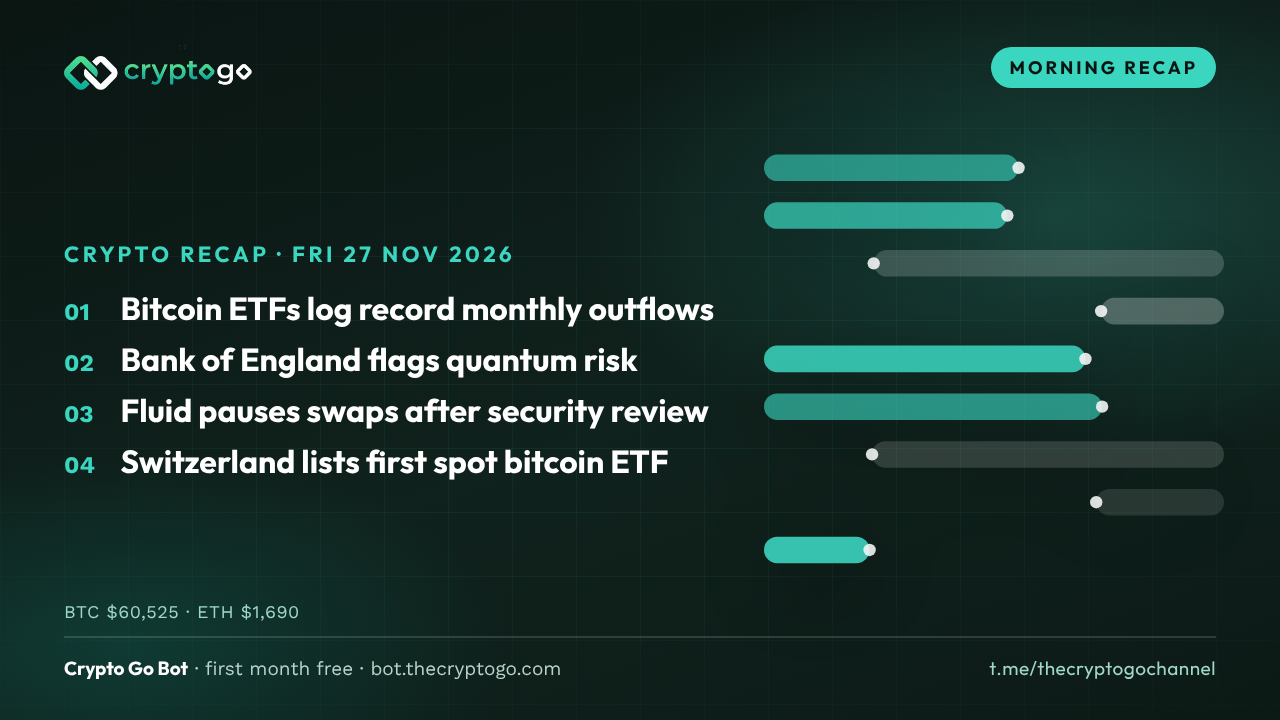 cryptogo
MORNING RECAP
CRYPTO RECAP · FRI 27 NOV 2026
01 Bitcoin ETFs log record monthly outflows
02 Bank of England flags quantum risk
03 Fluid pauses swaps after security review
04 Switzerland lists first spot bitcoin ETF
BTC $60,525 · ETH $1,690
Crypto Go Bot · first month free · bot.thecryptogo.com
t.me/thecryptogochannel